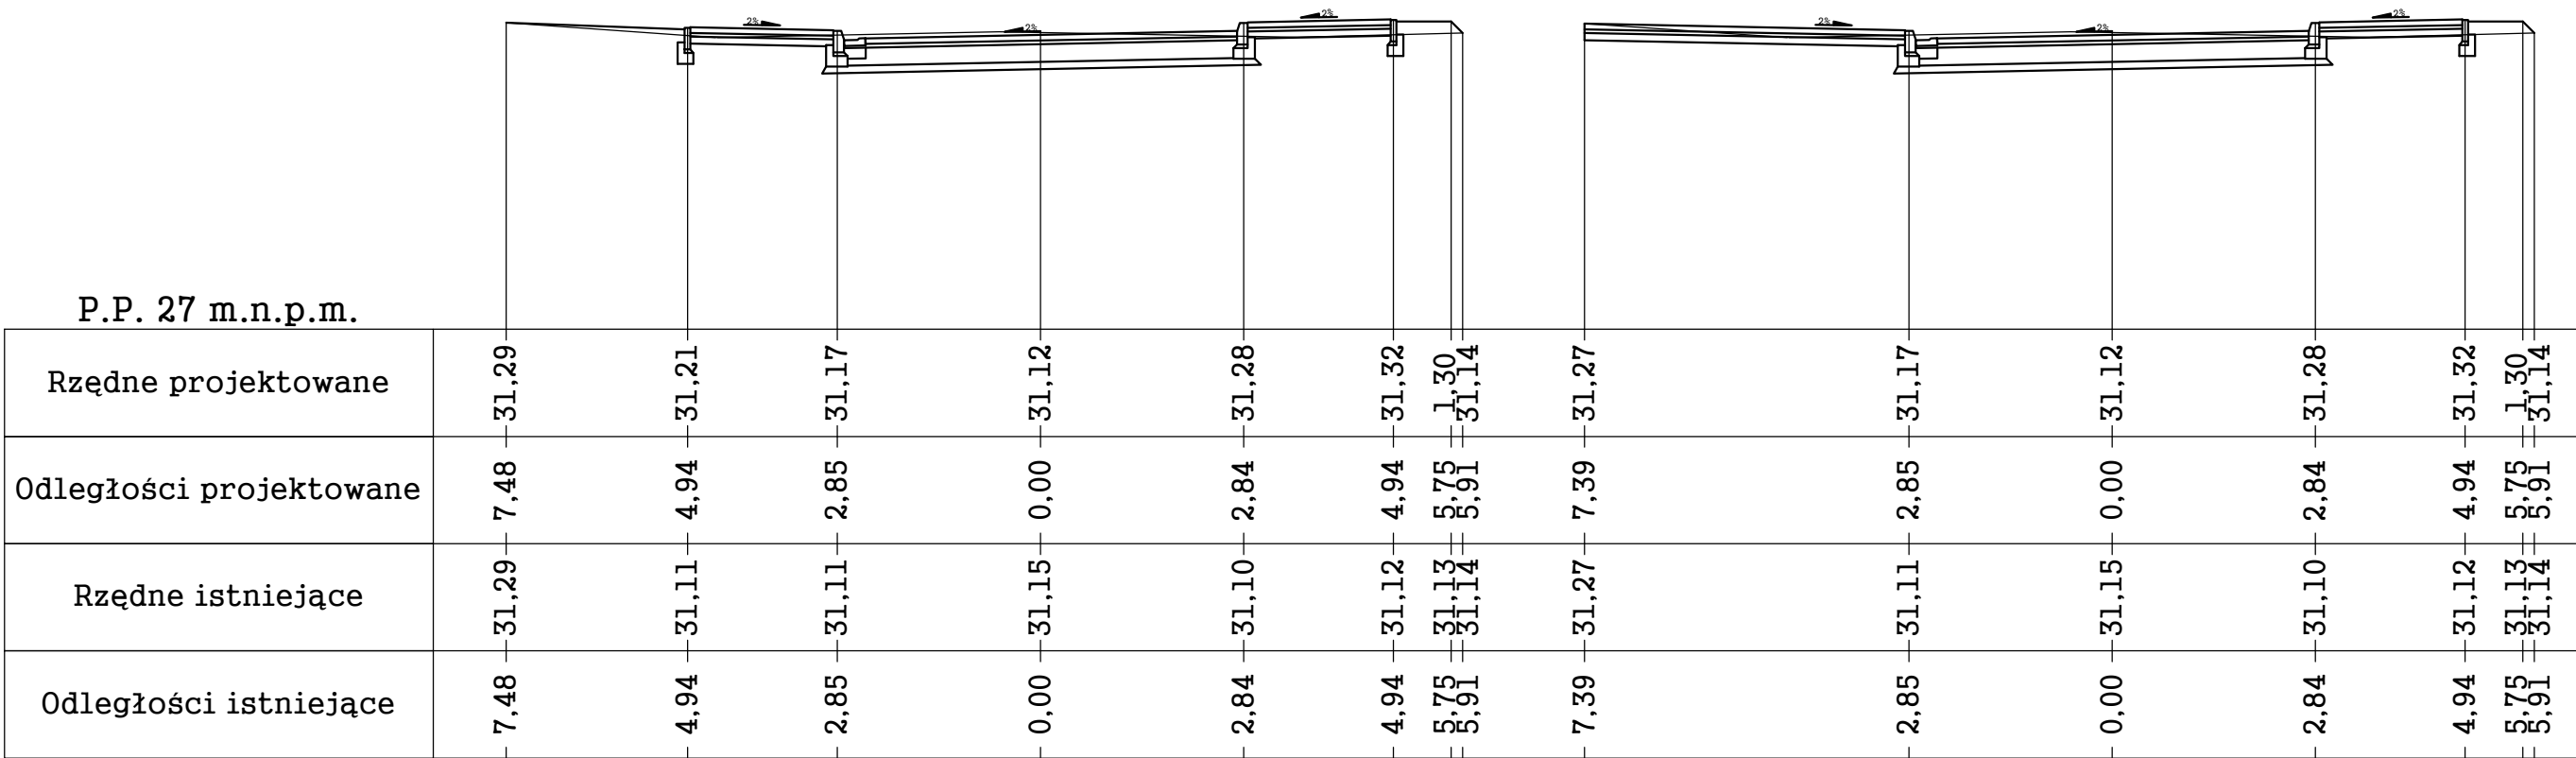 2% 2% 2% 2% 2% 2%
P.P. 27 m.n.p.m.
Rzędne projektowane 31,29 31,21 31,17 31,12 31,28 31,32 1,30 31,14 31,27 31,17 31,12 31,28 31,32 1,30 31,14
Odległości projektowane 7,48 4,94 2,85 0,00 2,84 4,94 5,75 5,91 7,39 2,85 0,00 2,84 4,94 5,75 5,91
Rzędne istniejące 31,29 31,11 31,11 31,15 31,10 31,12 31,13 31,14 31,27 31,11 31,15 31,10 31,12 31,13 31,14
Odległości istniejące 7,48 4,94 2,85 0,00 2,84 4,94 5,75 5,91 7,39 2,85 0,00 2,84 4,94 5,75 5,91